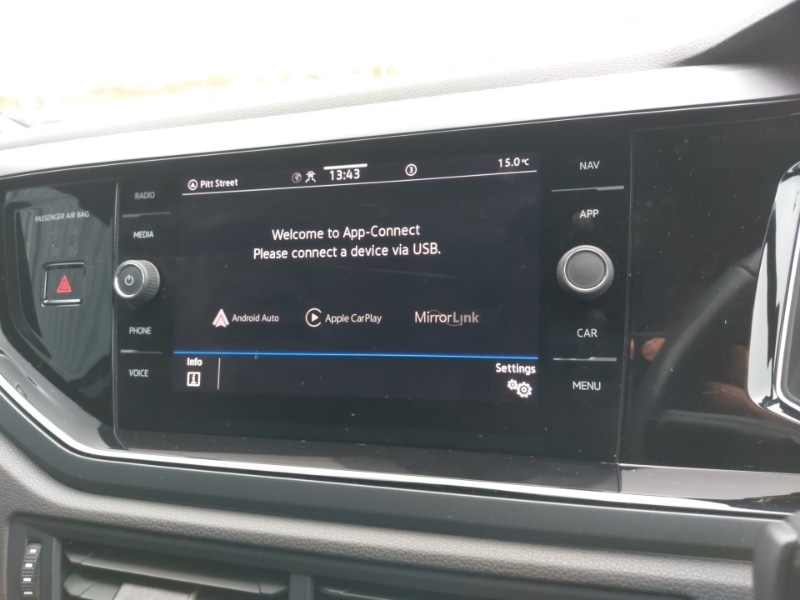 PASSENGER AIR BAG
RADIO
MEDIA
PHONE
VOICE
Pitt Street
13:43
3
15.0°C
Welcome to App-Connect
Please connect a device via USB.
Android Auto
Apple CarPlay
MirrorLink
Info
Settings
NAV
APP
CAR
MENU